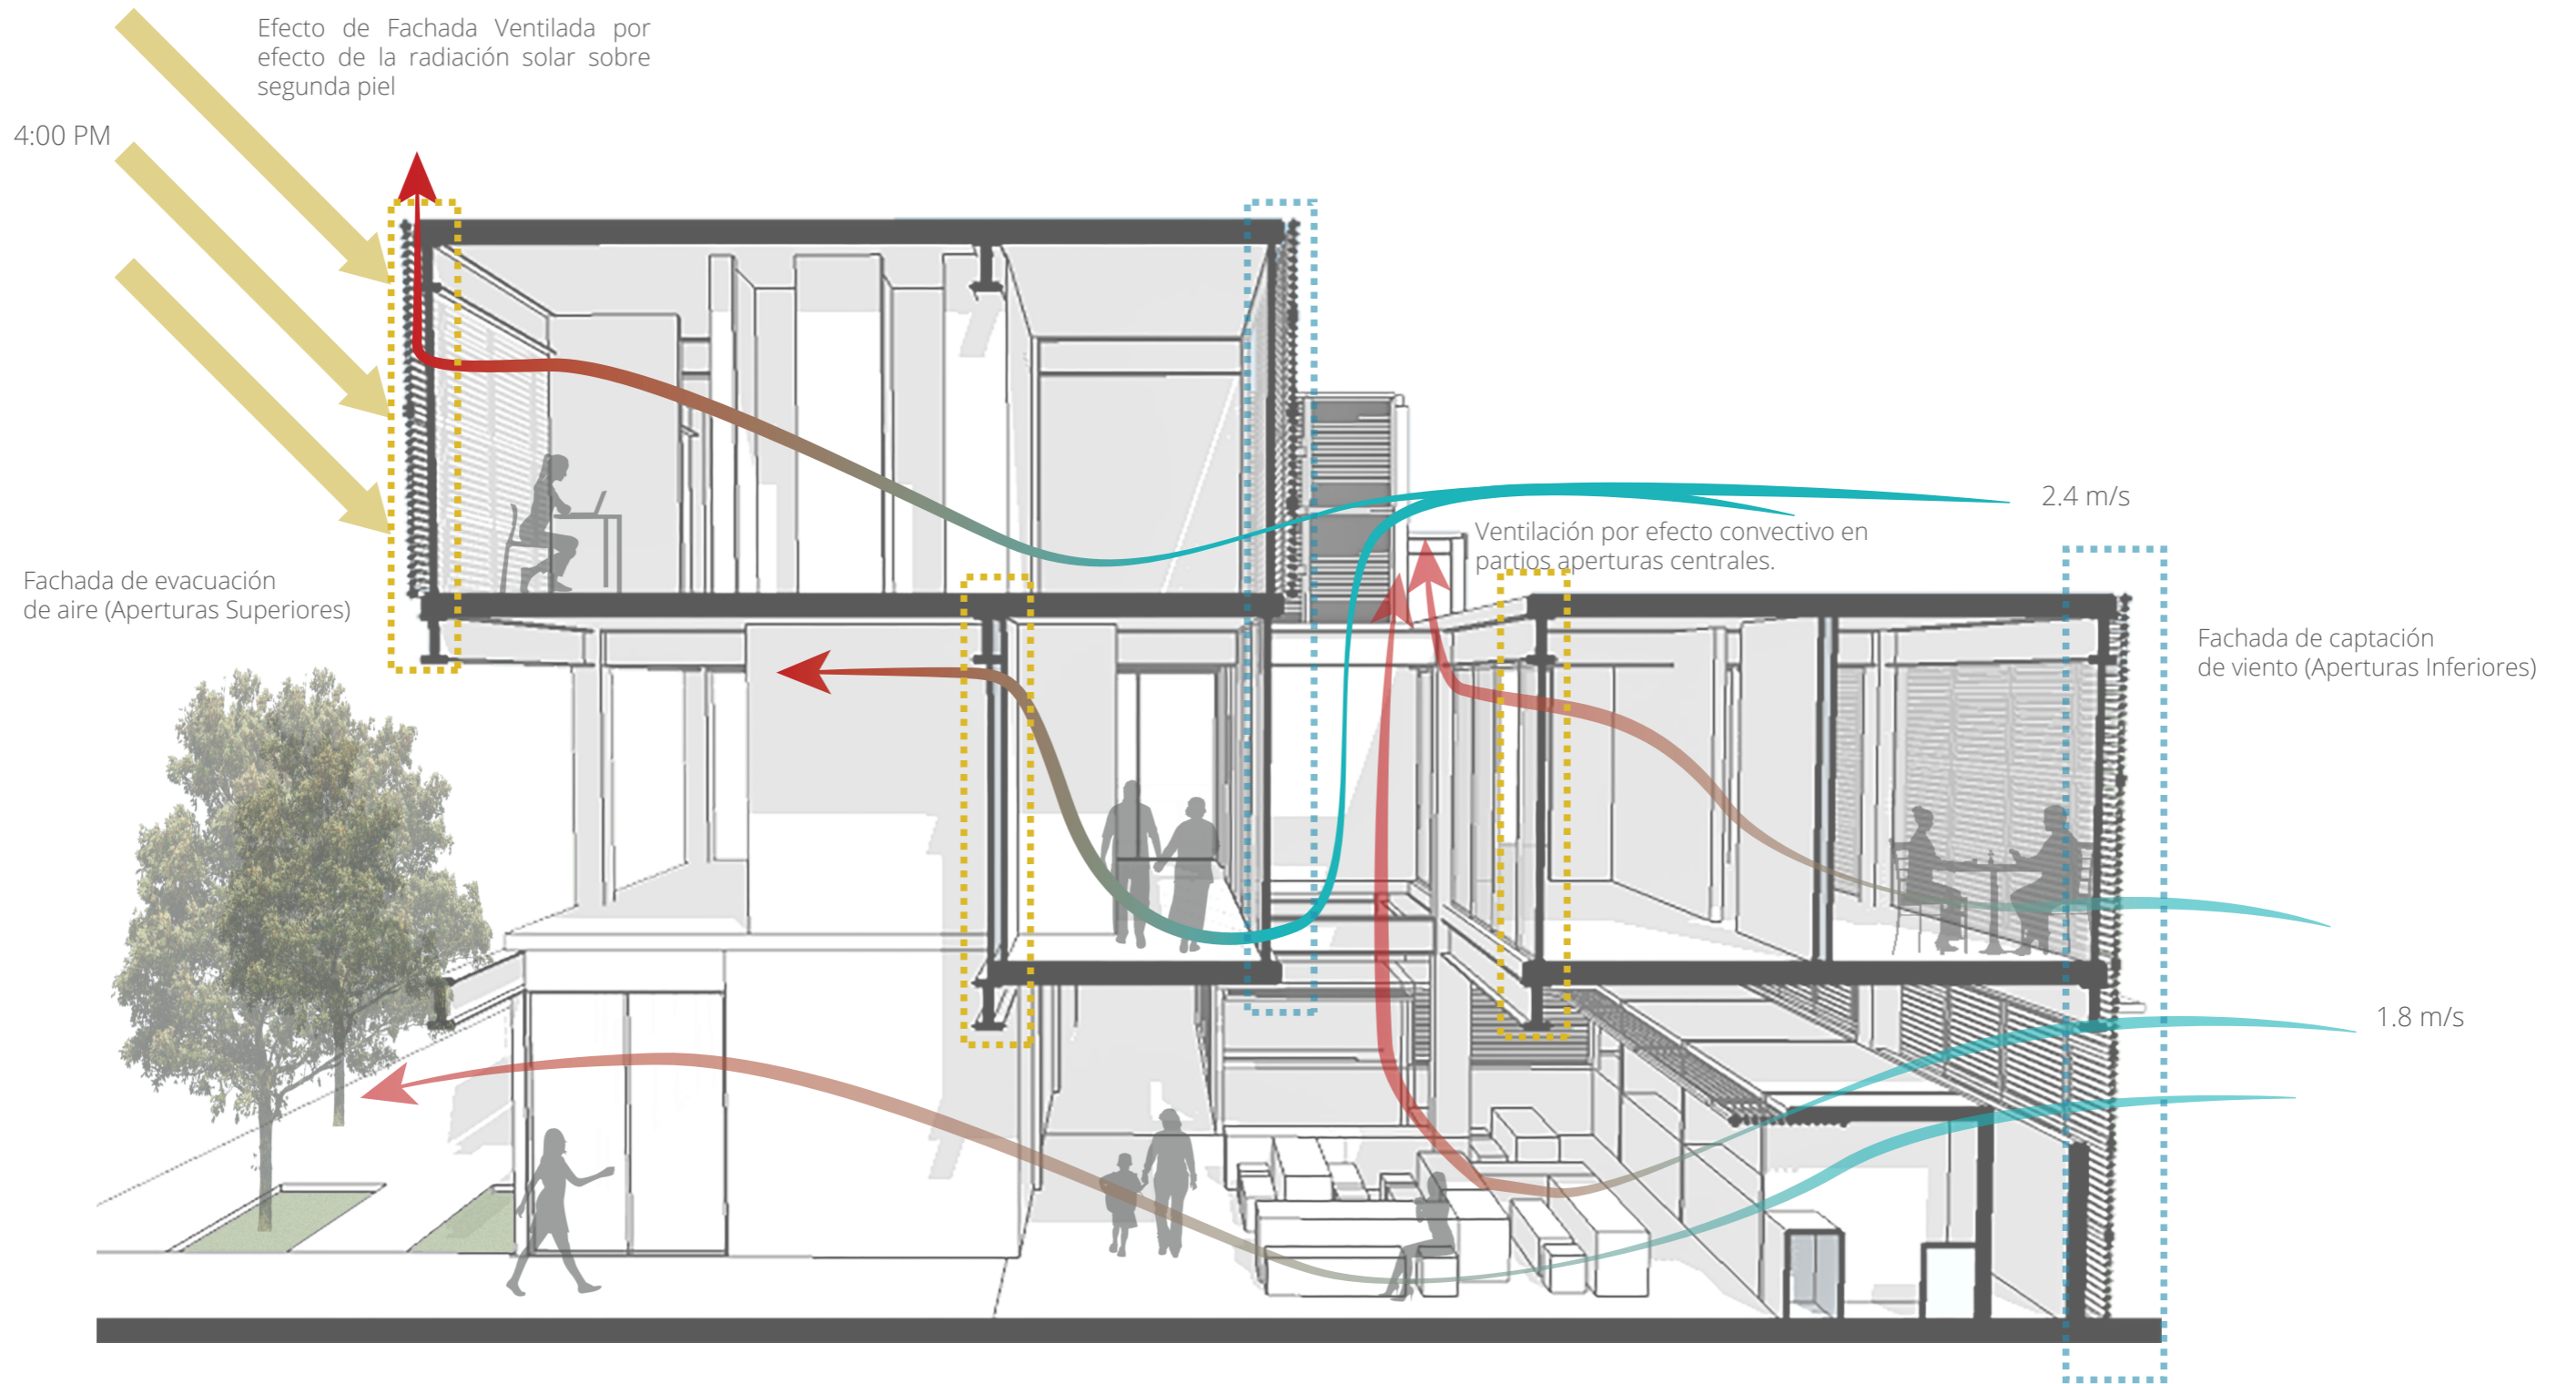 Efecto de Fachada Ventilada por
efecto de la radiación solar sobre
segunda piel
4:00 PM
2.4 m/s
Ventilación por efecto convectivo en
partios aperturas centrales.
Fachada de evacuación
de aire (Aperturas Superiores)
Fachada de captación
de viento (Aperturas Inferiores)
1.8 m/s